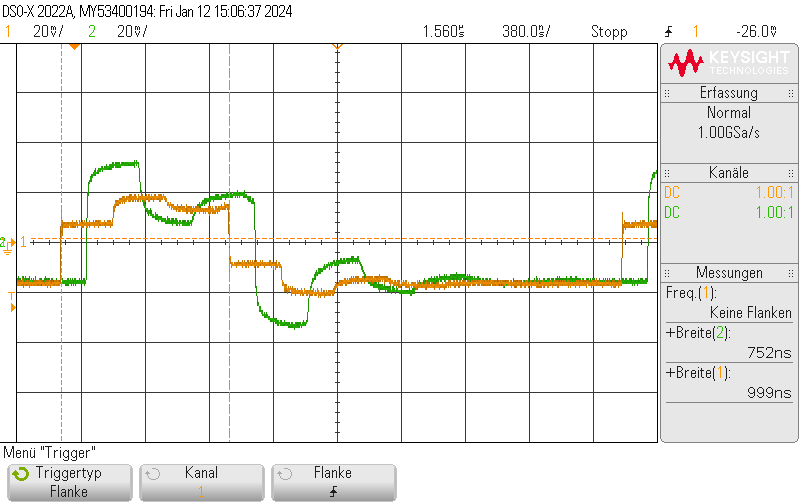 DSO-X 2022A, MY53400194: Fri Jan 12 15:06:37 2024
1 20V/ 2 20V/ 1.560s 380.0s/ Stopp 1 -26.0V
KEYSIGHT
TECHNOLOGIES
Erfassung
Normal
1.00GSa/s
Kanäle
DC 1.00:1
DC 1.00:1
Messungen
Freq.(1):
Keine Flanken
+Breite(2):
752ns
+Breite(1):
999ns
2 1
T
Menü "Trigger"
Triggertyp
Flanke
Kanal
1
Flanke